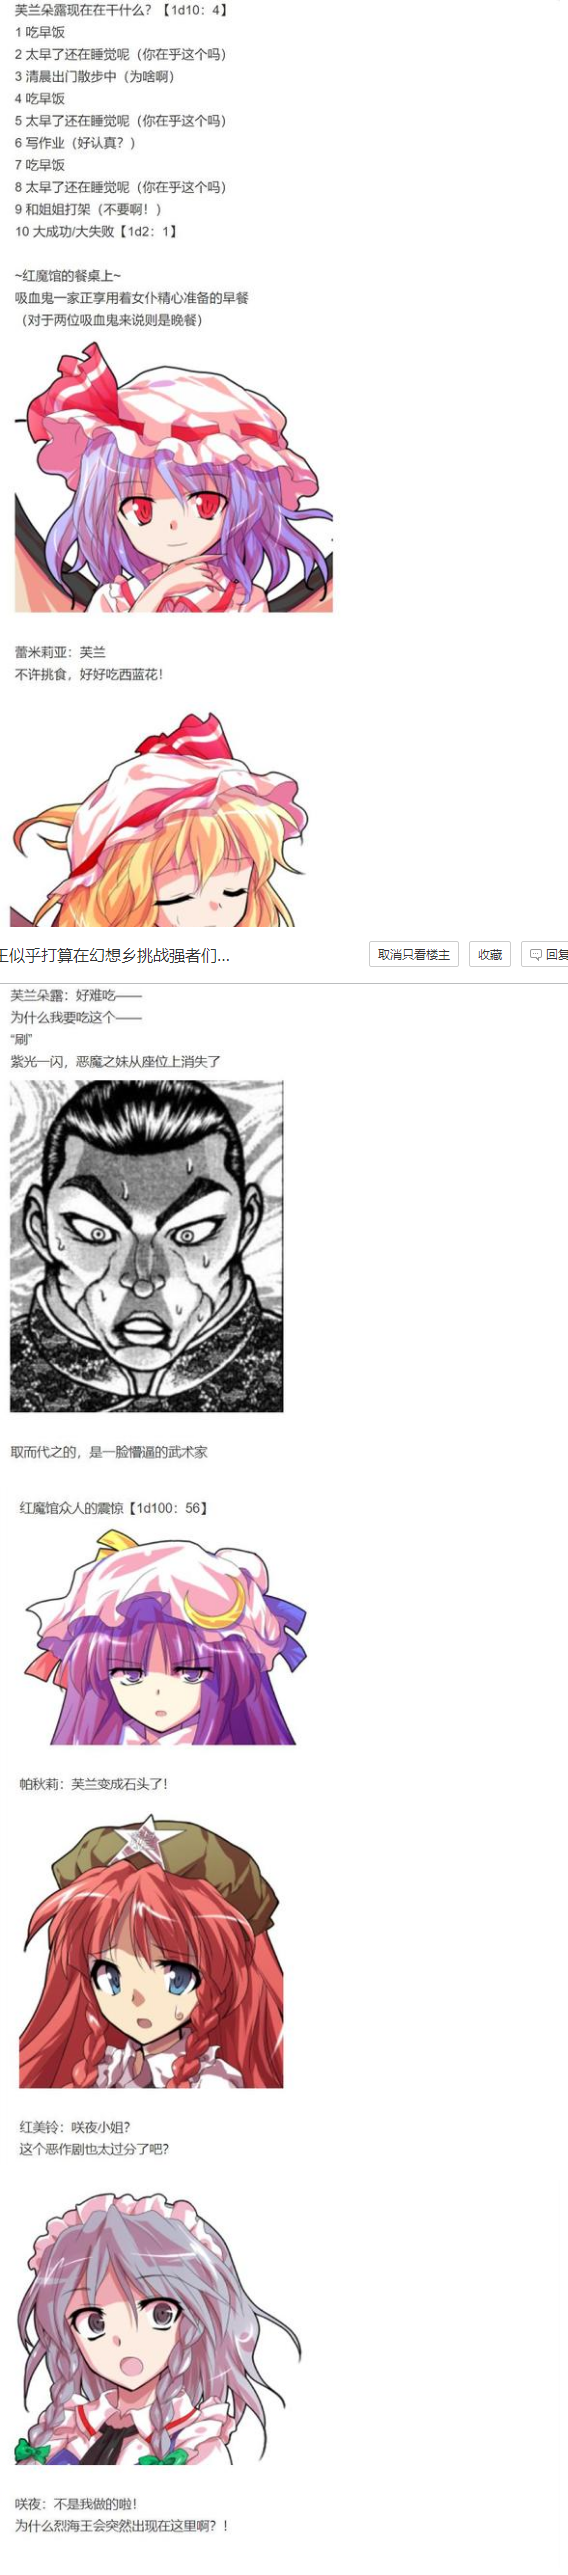 芙兰朵露现在在干什么？【1d10：4】
1 吃早饭
2 太早了还在睡觉呢（你在乎这个吗）
3 清晨出门散步中（为啥啊）
4 吃早饭
5 太早了还在睡觉呢（你在乎这个吗）
6 写作业（好认真？）
7 吃早饭
8 太早了还在睡觉呢（你在乎这个吗）
9 和姐姐打架（不要啊！）
10 大成功/大失败【1d2：1】
~红魔馆的餐桌上~
吸血鬼一家正享用着女仆精心准备的早餐
（对于两位吸血鬼来说则是晚餐）
蕾米莉亚：芙兰
不许挑食，好好吃西蓝花！
王似乎打算在幻想乡挑战强者们...
取消只看楼主
收藏
回复
芙兰朵露：好难吃——
为什么我要吃这个——
“刷”
紫光一闪，恶魔之妹从座位上消失了
取而代之的，是一脸懵逼的武术家
红魔馆众人的震惊【1d100：56】
帕秋莉：芙兰变成石头了！
红美铃：咲夜小姐？
这个恶作剧也太过分了吧？
咲夜：不是我做的啦！
为什么烈海王会突然出现在这里啊？！